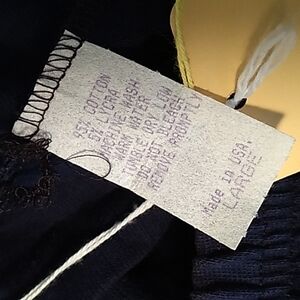 95% COTTON
5% LYCRA
MACHINE WASH
WARM WATER
TUMBLE DRY LOW
DO NOT BLEACH
REMOVE PROMPTLY
Made in USA.
LARGE